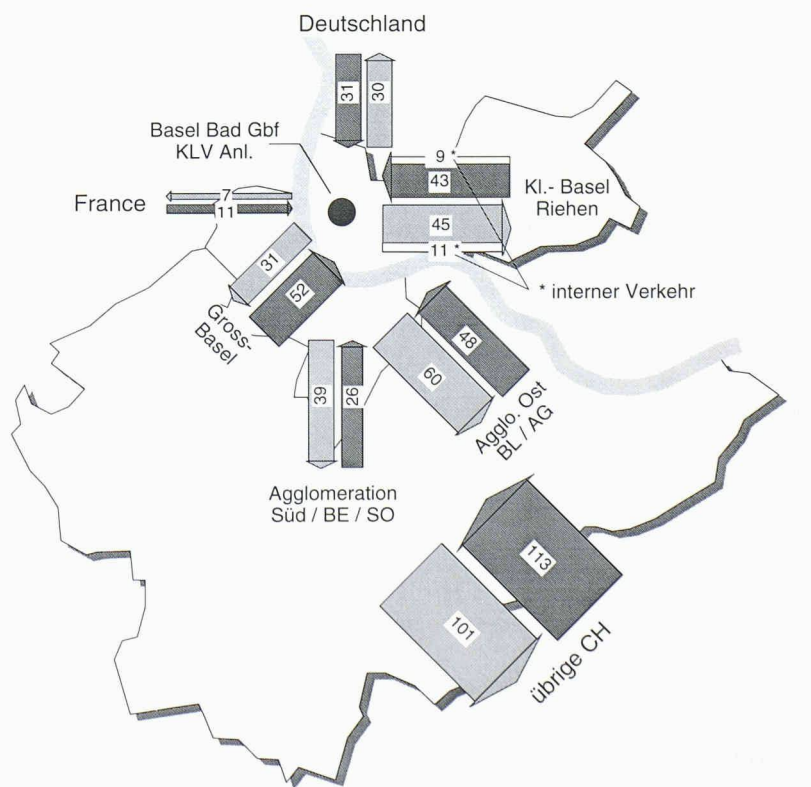 Deutschland
31
30
Basel Bad Gbf
KLV Anl.
9 *
43
Kl.- Basel
Riehen
France
7
11
45
11 *
31
52
* interner Verkehr
Gross-
Basel
48
60
39
26
Agglo. Ost
BL / AG
Agglomeration
Süd / BE / SO
113
101
übrige CH